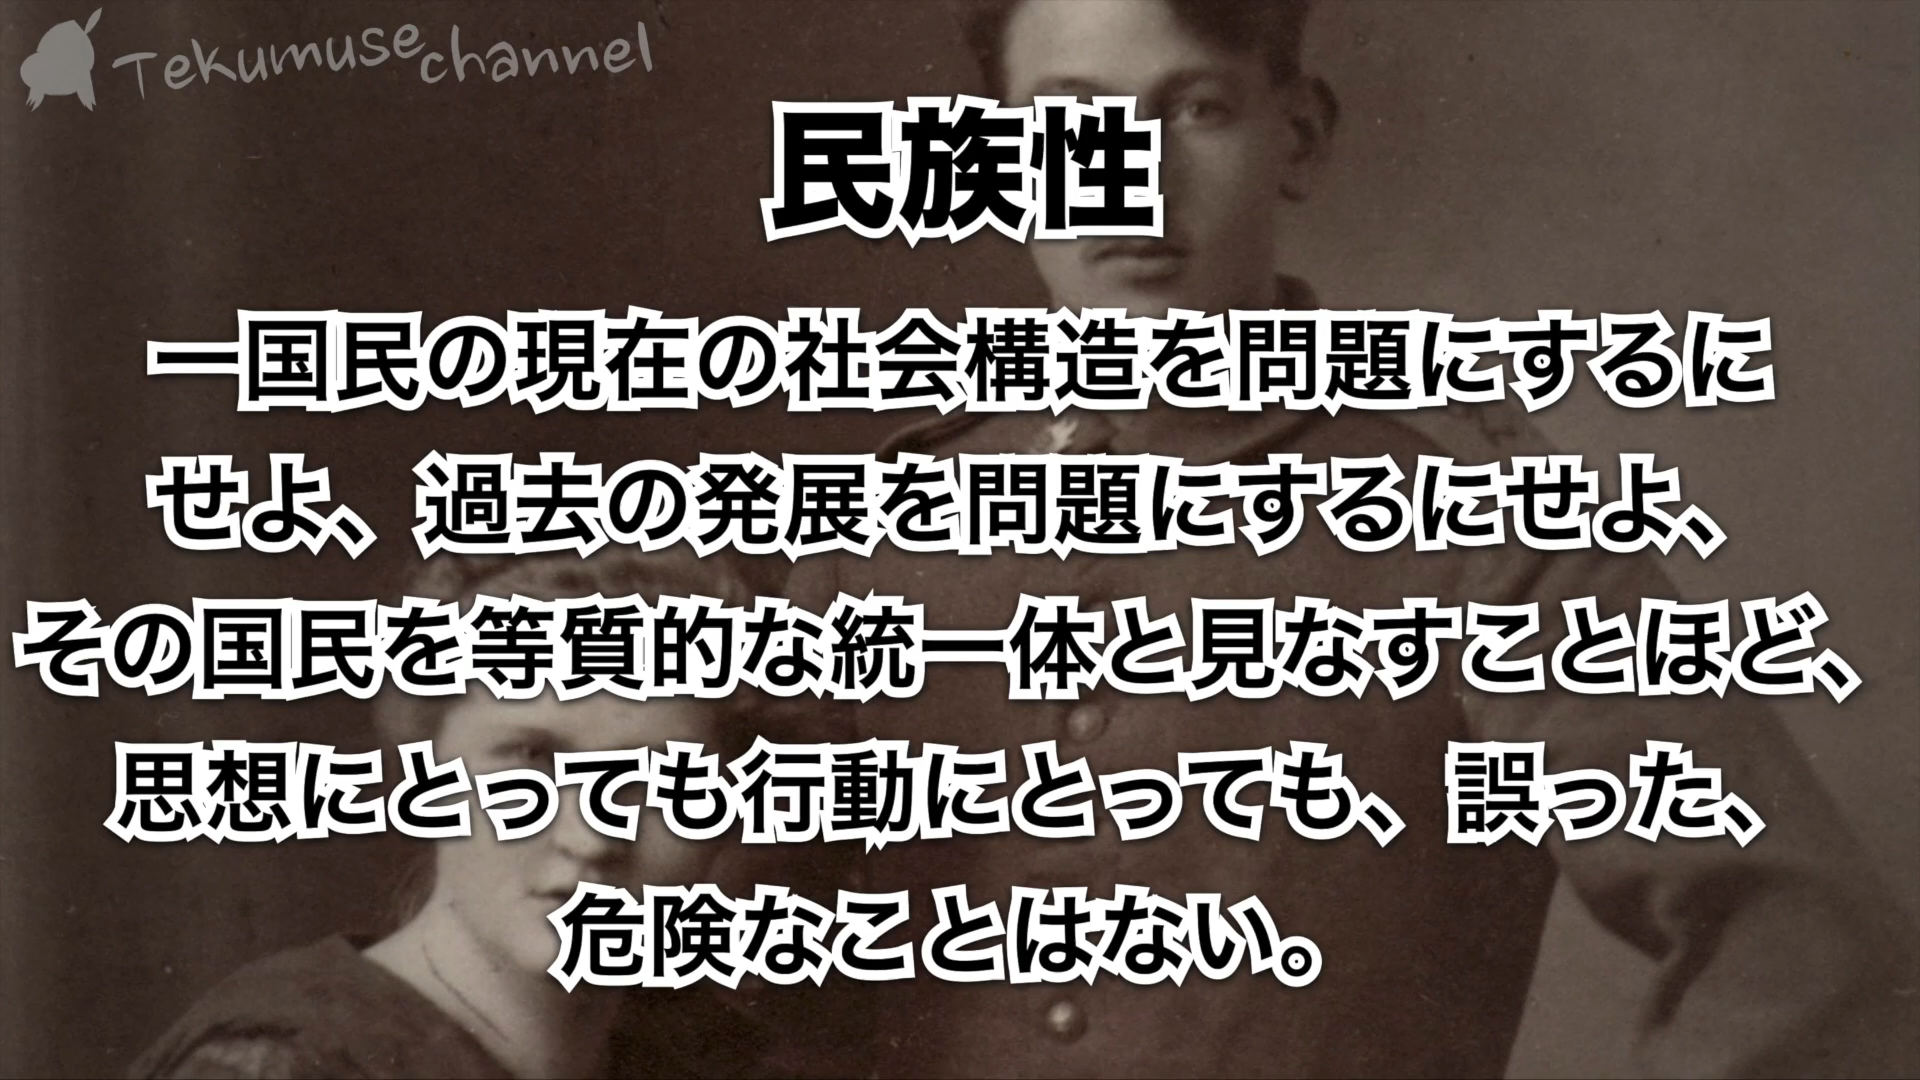 Tekumuse channel
民族性
一国民の現在の社会構造を問題にするに
せよ、過去の発展を問題にするにせよ、
その国民を等質的な統一体と見なすことほど、
思想にとっても行動にとっても、誤った、
危険なことはない。